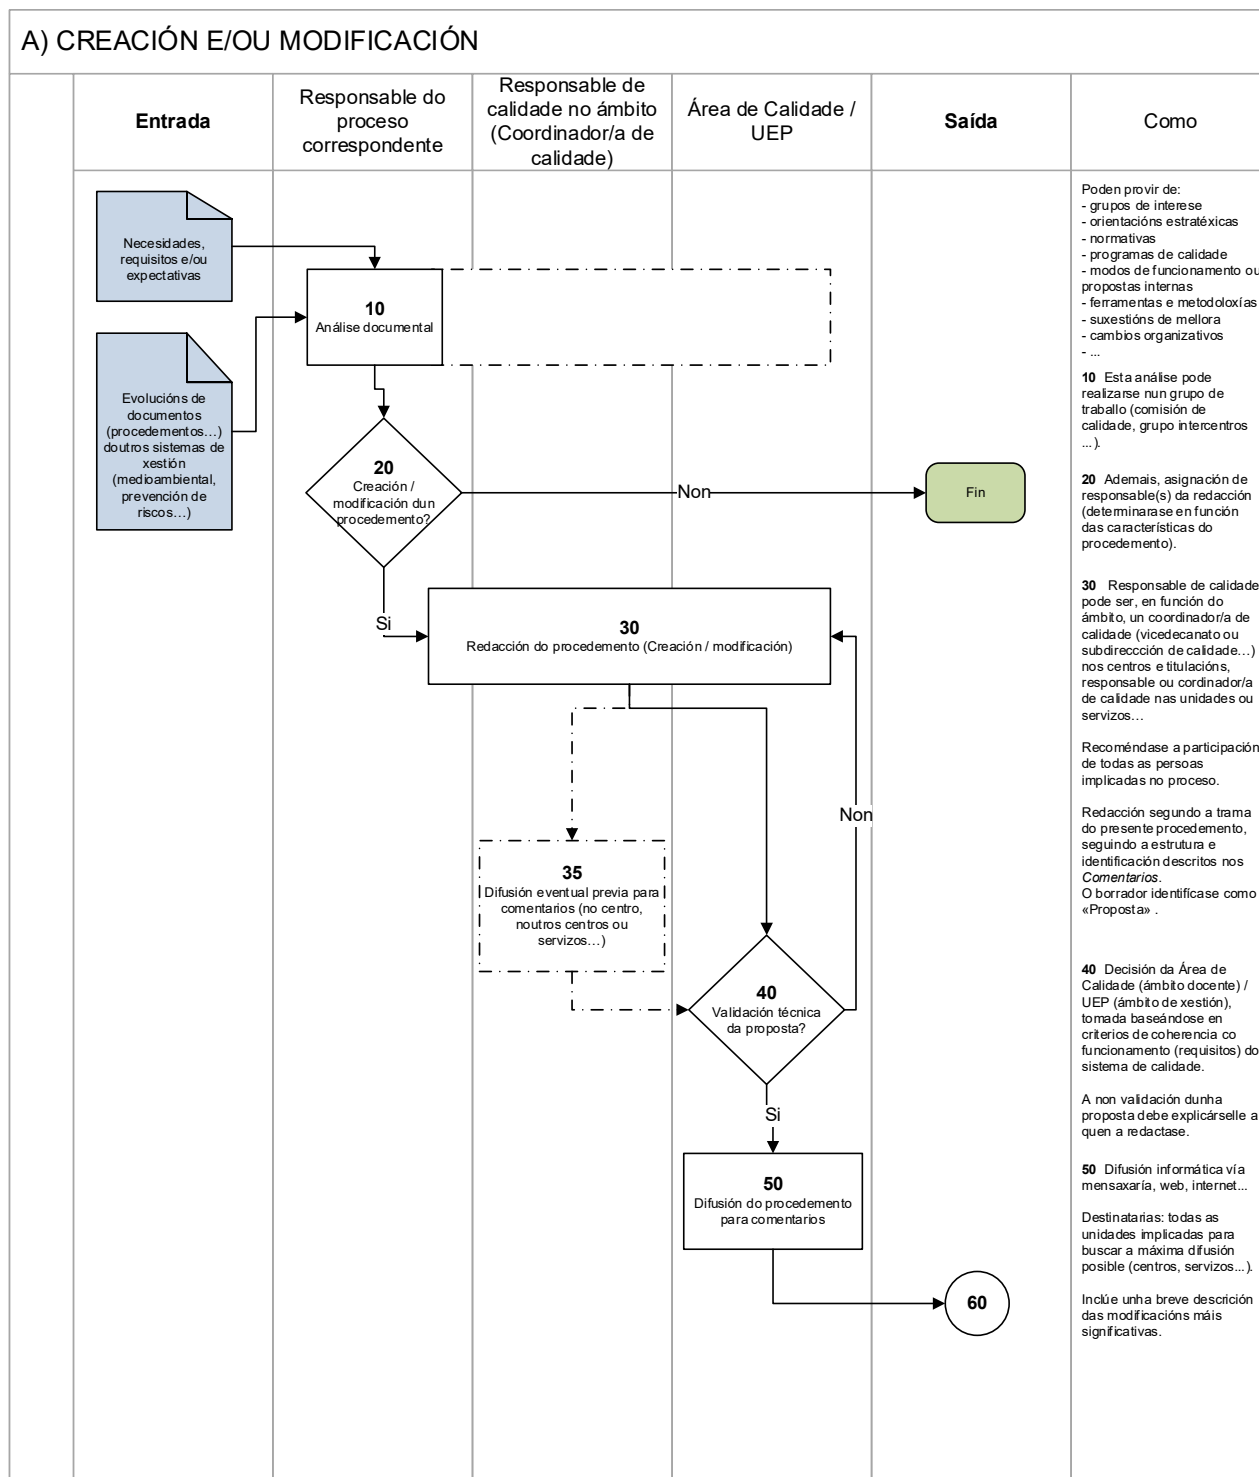 A) CREACIÓN E/OU MODIFICACIÓN
Entrada
Responsable do
proceso
correspondente
Responsable de
calidade no ámbito
(Coordinador/a de
calidade)
Área de Calidade /
UEP
Saída
Como
Necesidades,
requisitos e/ou
expectativas
Evolucións de
documentos
(procedementos…)
doutros sistemas de
xestión
(medioambiental,
prevención de
riscos…)
10
Análise documental
20
Creación /
modificación dun
procedemento?
Non
Fin
Si
30
Redacción do procedemento (Creación / modificación)
Non
35
Difusión eventual previa para
comentarios (no centro,
noutros centros ou
servizos…)
40
Validación técnica
da proposta?
Si
50
Difusión do procedemento
para comentarios
60
Poden provir de:
- grupos de interese
- orientacións estratéxicas
- normativas
- programas de calidade
- modos de funcionamento ou
propostas internas
- ferramentas e metodoloxías
- suxestións de mellora
- cambios organizativos
- ...
10 Esta análise pode
realizarse nun grupo de
traballo (comisión de
calidade, grupo intercentros
...).
20 Ademais, asignación de
responsable(s) da redacción
(determinarase en función
das características do
procedemento).
30 Responsable de calidade
pode ser, en función do
ámbito, un coordinador/a de
calidade (vicedecanato ou
subdireccción de calidade…)
nos centros e titulacións,
responsable ou cordinador/a
de calidade nas unidades ou
servizos…
Recoméndase a participación
de todas as persoas
implicadas no proceso.
Redacción segundo a trama
do presente procedemento,
seguindo a estrutura e
identificación descritos nos
Comentarios.
O borrador identifícase como
«Proposta» .
40 Decisión da Área de
Calidade (ámbito docente) /
UEP (ámbito de xestión),
tomada baseándose en
criterios de coherencia co
funcionamento (requisitos) do
sistema de calidade.
A non validación dunha
proposta debe explicárselle a
quen a redactase.
50 Difusión informática vía
mensaxaría, web, internet...
Destinatarias: todas as
unidades implicadas para
buscar a máxima difusión
posible (centros, servizos...).
Inclúe unha breve descrición
das modificacións máis
significativas.